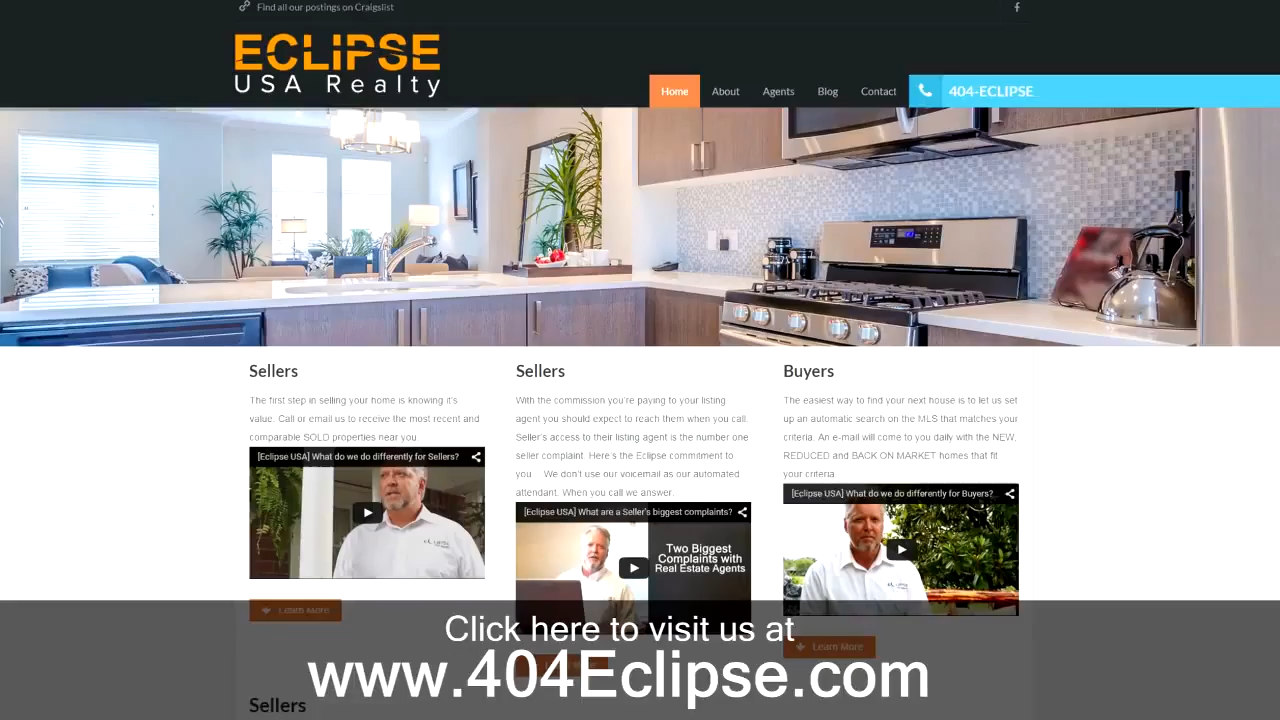 Find all our postings on Craigslist
ECLIPSE
USA Realty
Home About Agents Blog Contact 404-ECLIPSE
Sellers
The first step in selling your home is knowing it's
value. Call or email us to receive the most recent and
comparable SOLD properties near you.
[Eclipse USA] What do we do differently for Sellers?
Learn More
Sellers
With the commission you're paying to your listing
agent you should expect to reach them when you call.
Seller's access to their listing agent is the number one
seller complaint. Here's the Eclipse commitment to
you. We don't use our voicemail as our automated
attendant. When you call we answer.
[Eclipse USA] What are a Seller's biggest complaints?
Two Biggest
Complaints with
Real Estate Agents
Buyers
The easiest way to find your next house is to let us set
up an automatic search on the MLS that matches your
criteria. An e-mail will come to you daily with the NEW,
REDUCED and BACK ON MARKET homes that fit
your criteria
[Eclipse USA] What do we do differently for Buyers?
Learn More
Click here to visit us at
www.404Eclipse.com
Sellers